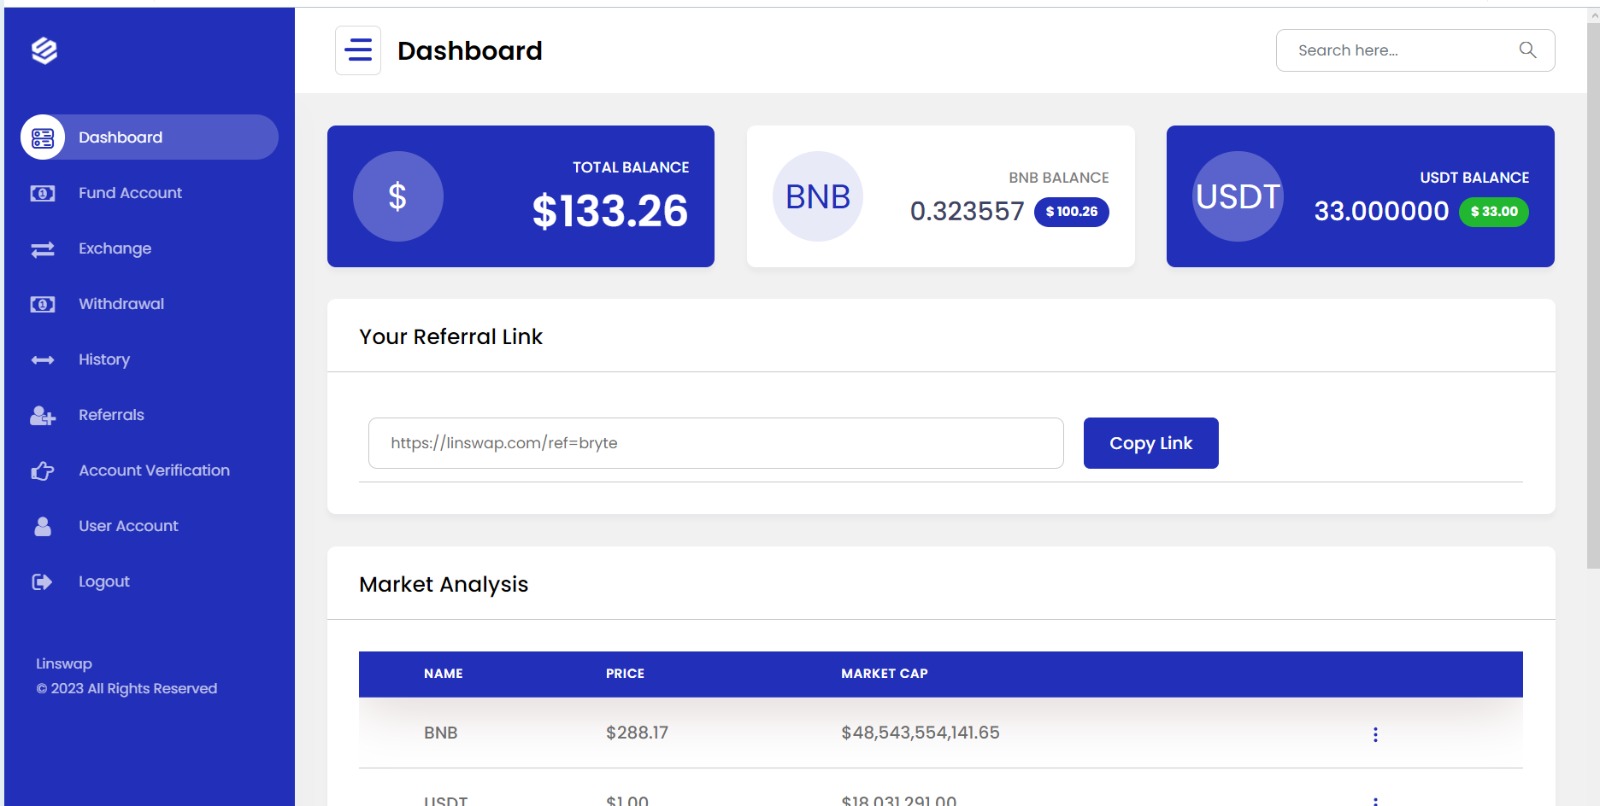 Dashboard
Search here...
Dashboard
Fund Account
Exchange
Withdrawal
History
Referrals
Account Verification
User Account
Logout
Linswap
© 2023 All Rights Reserved
$
TOTAL BALANCE
$133.26
BNB
BNB BALANCE
0.323557 $ 100.26
USDT
USDT BALANCE
33.000000 $ 33.00
Your Referral Link
https://linswap.com/ref=bryte
Copy Link
Market Analysis
NAME PRICE MARKET CAP
BNB $288.17 $48,543,554,141.65
USDT $1.00 $18,031,291.00